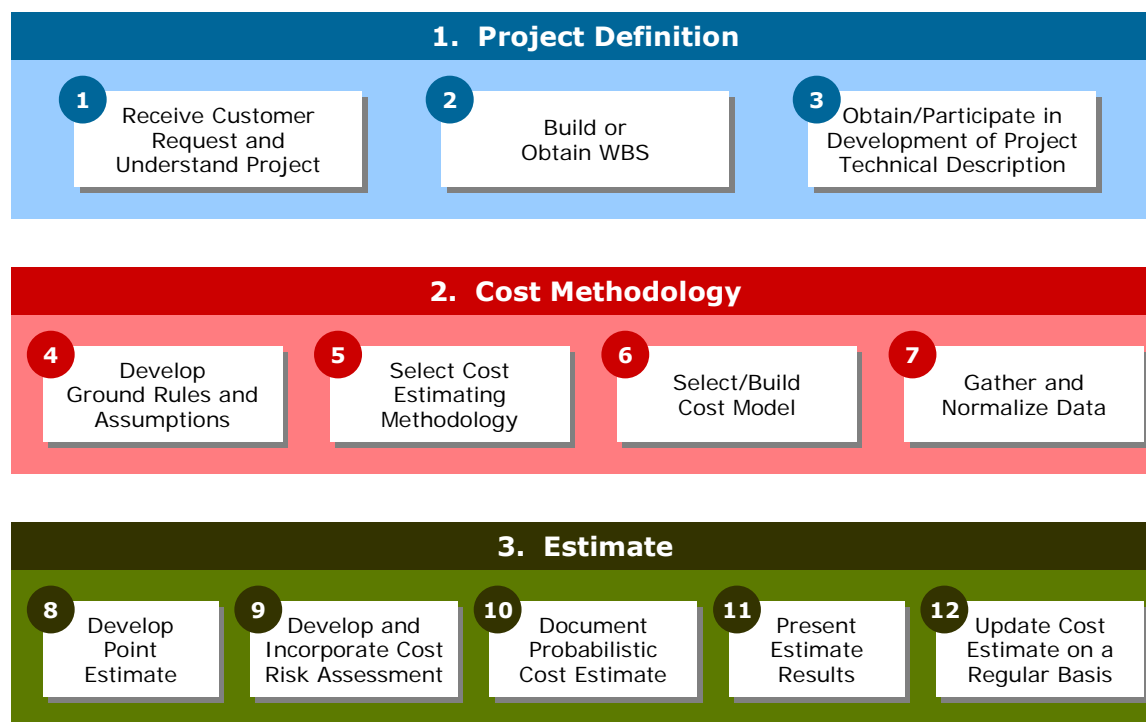 1. Project Definition
1
Receive Customer
Request and
Understand Project
2
Build or
Obtain WBS
3
Obtain/Participate in
Development of Project
Technical Description
2. Cost Methodology
4
Develop
Ground Rules and
Assumptions
5
Select Cost
Estimating
Methodology
6
Select/Build
Cost Model
7
Gather and
Normalize Data
3. Estimate
8
Develop
Point
Estimate
9
Develop and
Incorporate Cost
Risk Assessment
10
Document
Probabilistic
Cost Estimate
11
Present
Estimate
Results
12
Update Cost
Estimate on a
Regular Basis